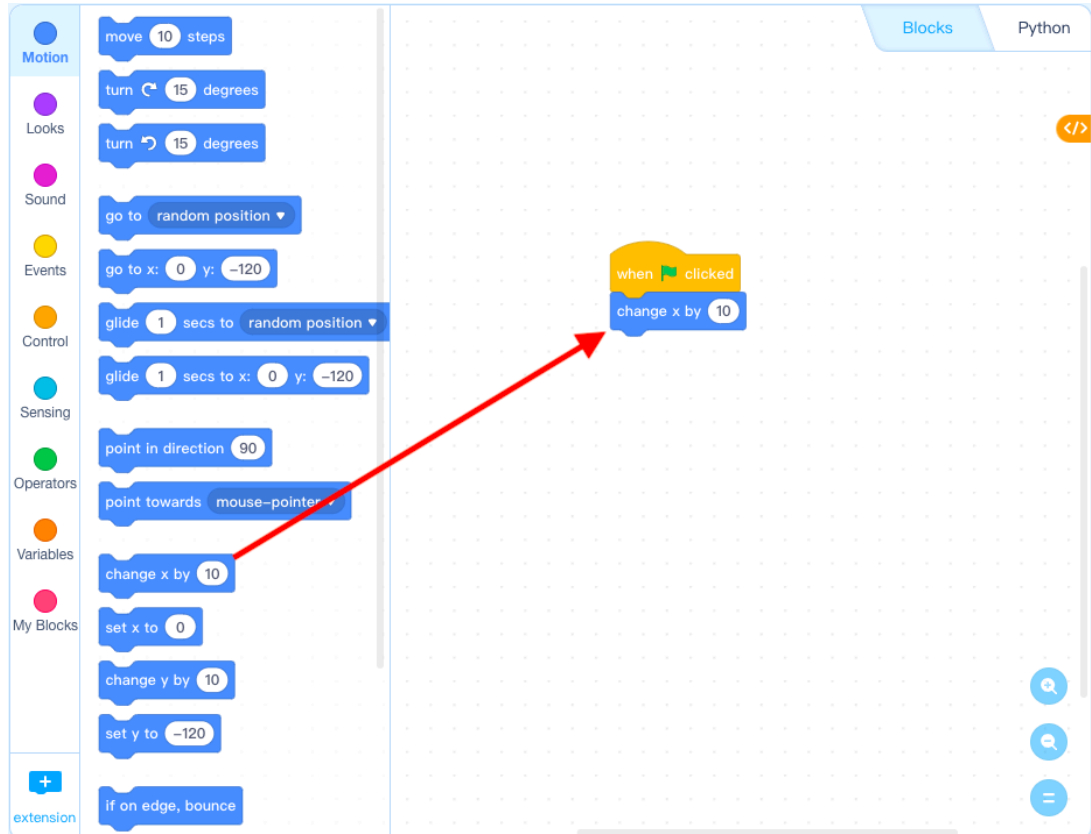 Motion
Looks
Sound
Events
Control
Sensing
Operators
Variables
My Blocks
extension
move 10 steps
turn 15 degrees
turn 15 degrees
go to random position
go to x: 0 y: -120
glide 1 secs to random position
glide 1 secs to x: 0 y: -120
point in direction 90
point towards mouse-pointer
change x by 10
set x to 0
change y by 10
set y to -120
if on edge, bounce
Blocks Python
</>
when clicked
change x by 10